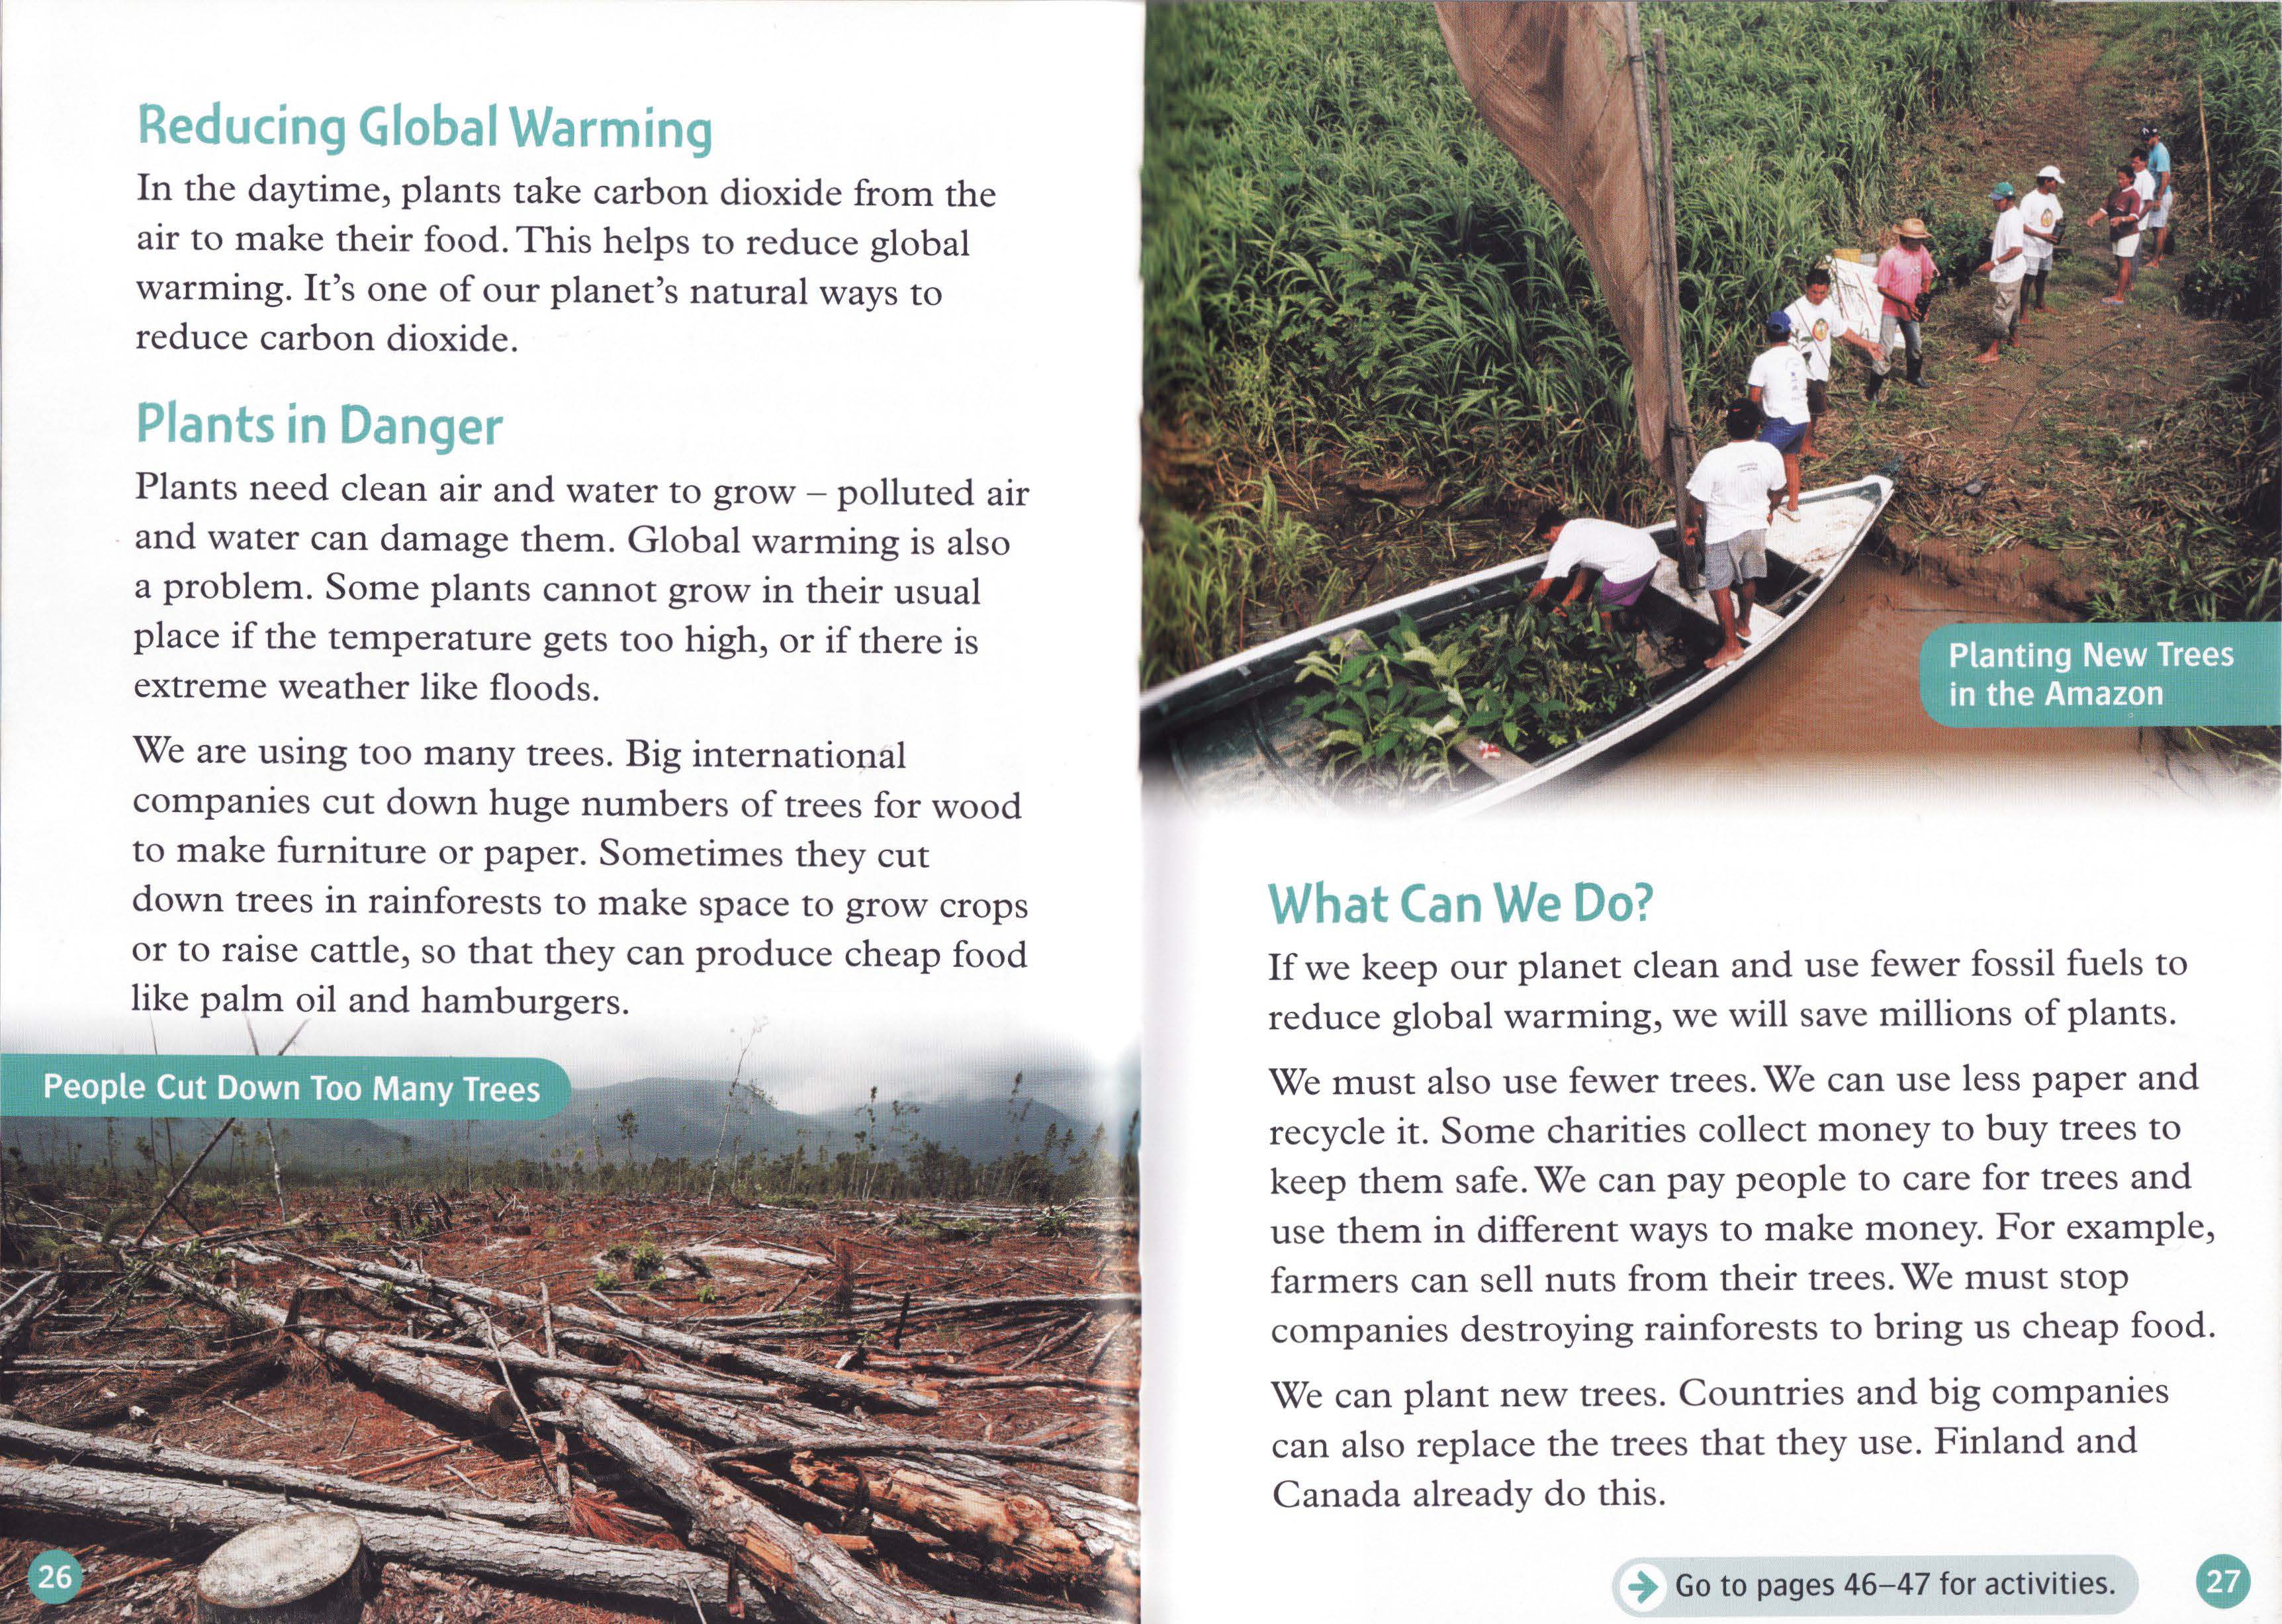 Reducing Global Warming
In the daytime, plants take carbon dioxide from the
air to make their food. This helps to reduce global
warming. It's one of our planet's natural ways to
reduce carbon dioxide.
Plants in Danger
Plants need clean air and water to grow – polluted air
and water can damage them. Global warming is also
a problem. Some plants cannot grow in their usual
place if the temperature gets too high, or if there is
extreme weather like floods.
We are using too many trees. Big international
companies cut down huge numbers of trees for wood
to make furniture or paper. Sometimes they cut
down trees in rainforests to make space to grow crops
or to raise cattle, so that they can produce cheap food
like palm oil and hamburgers.
People Cut Down Too Many Trees
26
Planting New Trees
in the Amazon
What Can We Do?
If we keep our planet clean and use fewer fossil fuels to
reduce global warming, we will save millions of plants.
We must also use fewer trees. We can use less paper and
recycle it. Some charities collect money to buy trees to
keep them safe. We can pay people to care for trees and
use them in different ways to make money. For example,
farmers can sell nuts from their trees. We must stop
companies destroying rainforests to bring us cheap food.
We can plant new trees. Countries and big companies
can also replace the trees that they use. Finland and
Canada already do this.
Go to pages 46–47 for activities.
27